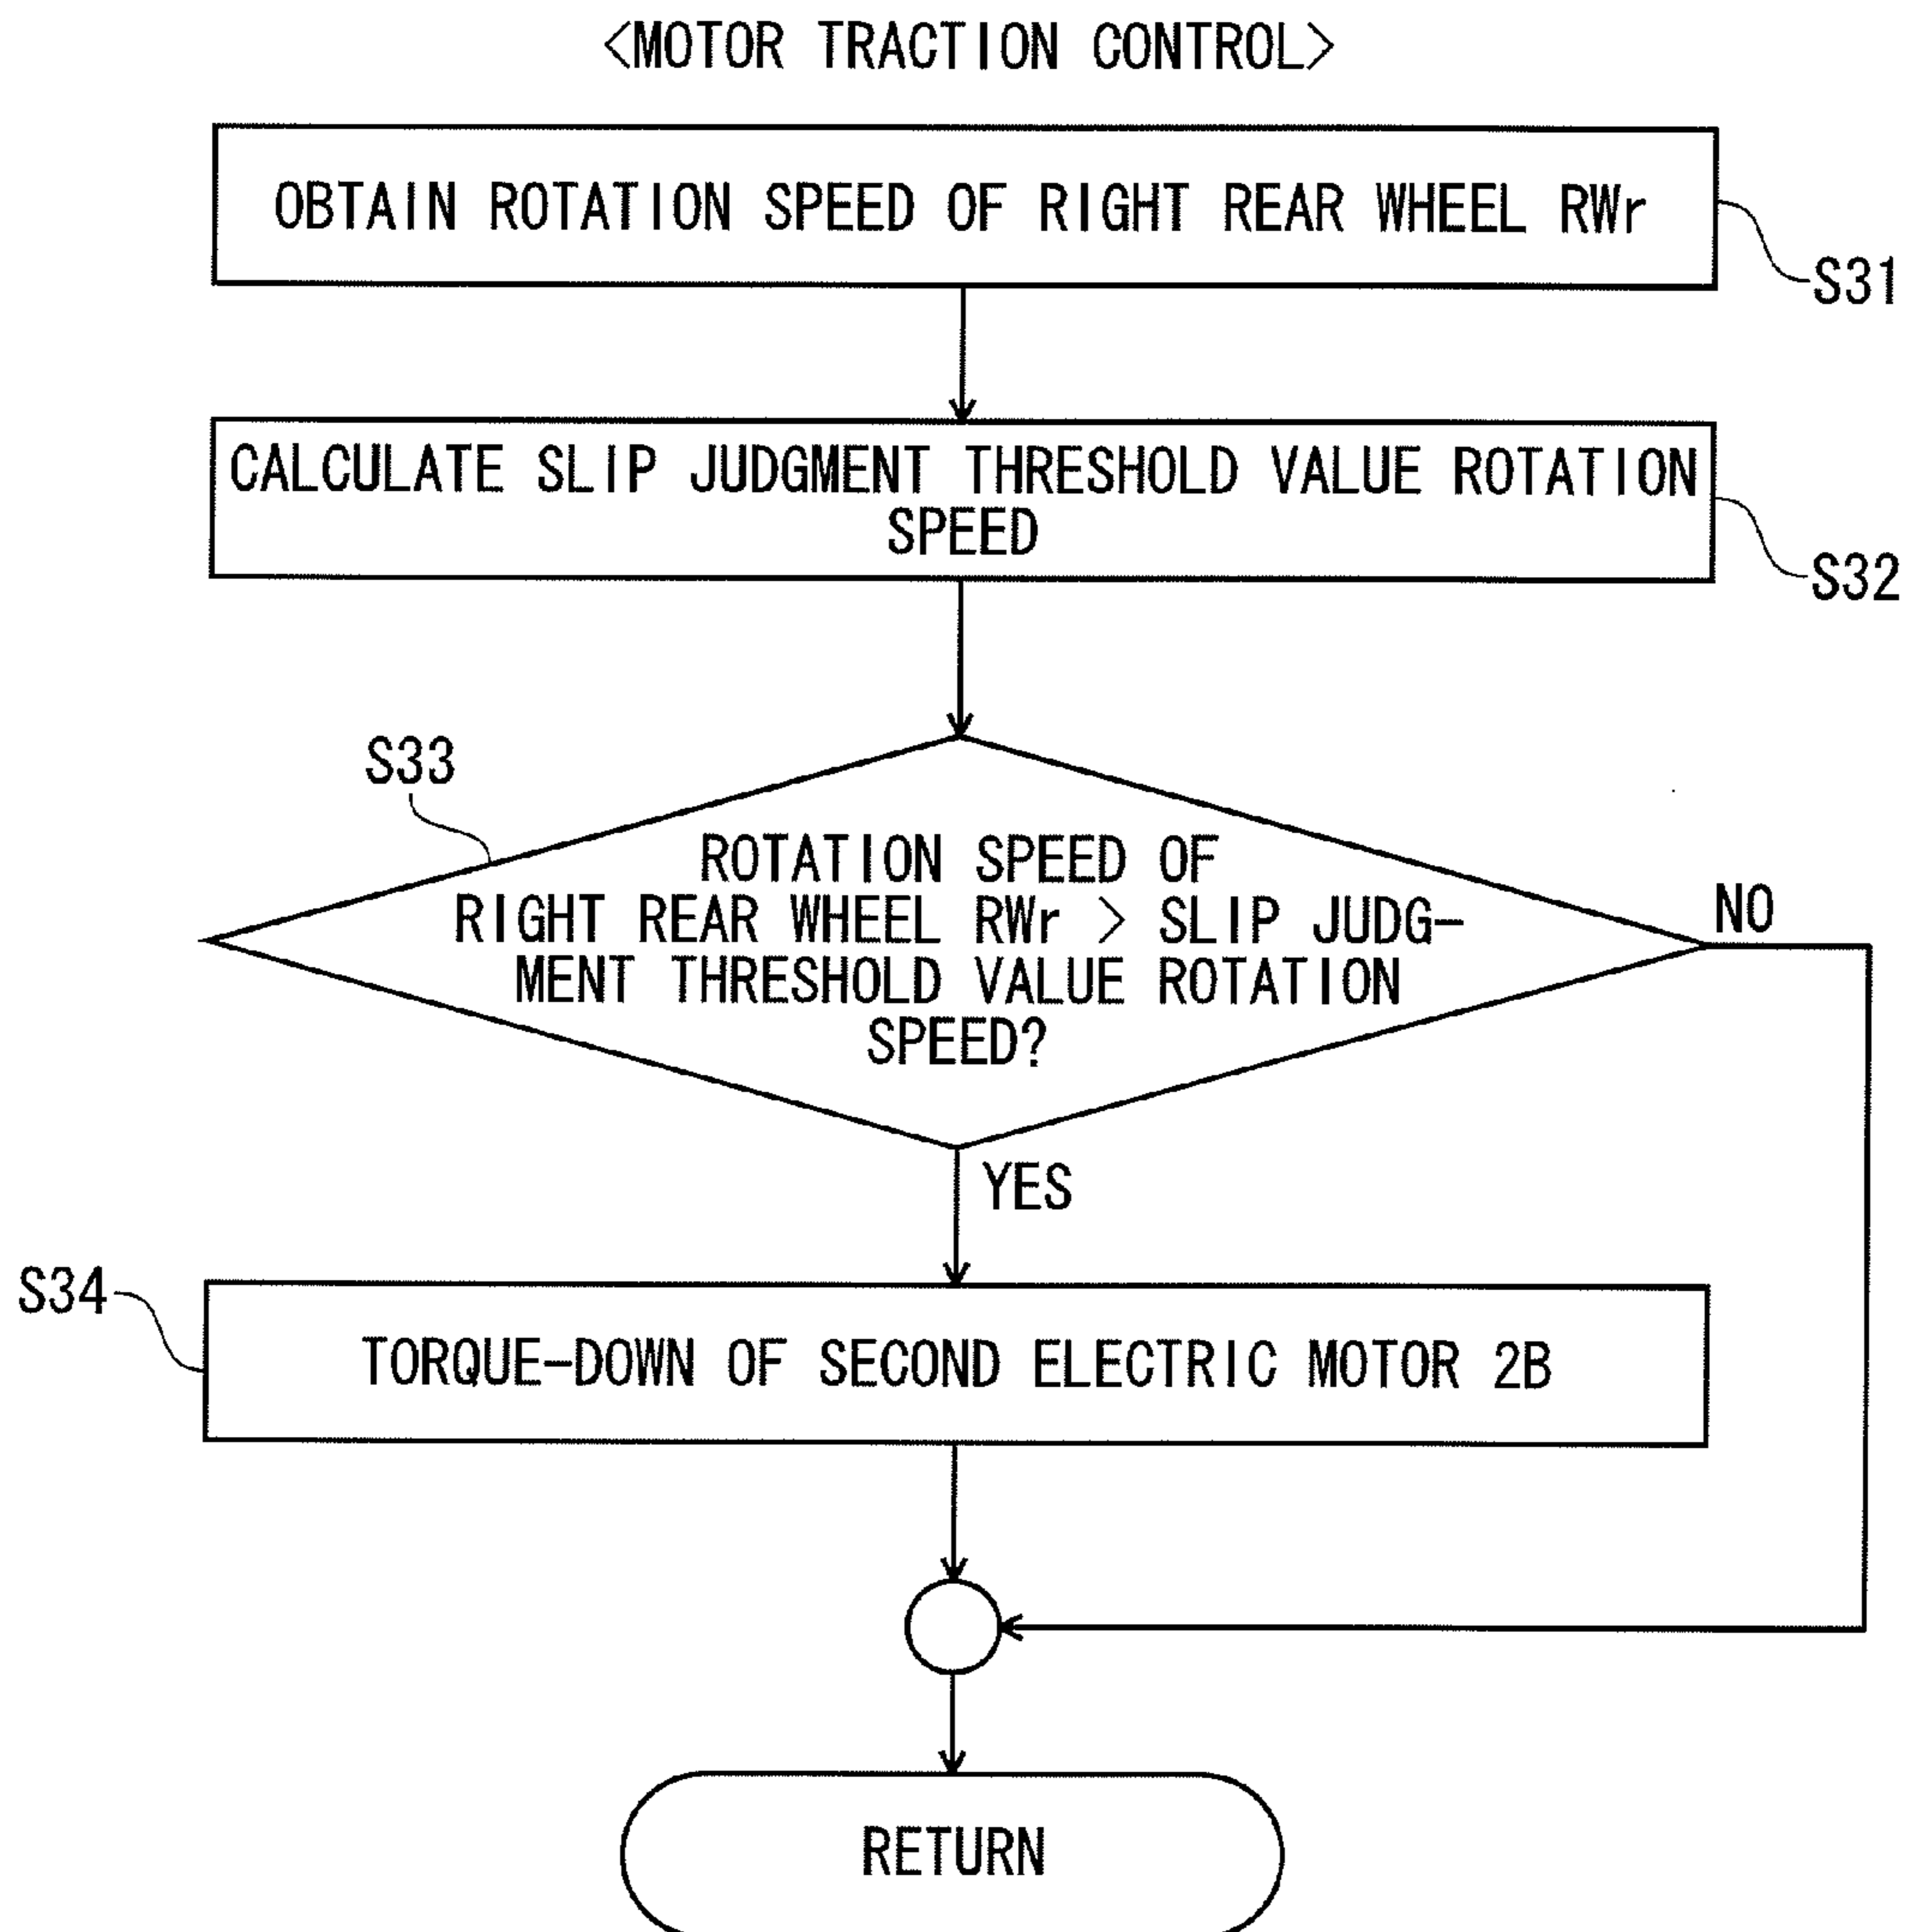 <MOTOR TRACTION CONTROL>
OBTAIN ROTATION SPEED OF RIGHT REAR WHEEL RWr
S31
CALCULATE SLIP JUDGMENT THRESHOLD VALUE ROTATION
SPEED
S32
S33
ROTATION SPEED OF
RIGHT REAR WHEEL RWr > SLIP JUDG-
MENT THRESHOLD VALUE ROTATION
SPEED?
NO
YES
S34
TORQUE-DOWN OF SECOND ELECTRIC MOTOR 2B
RETURN